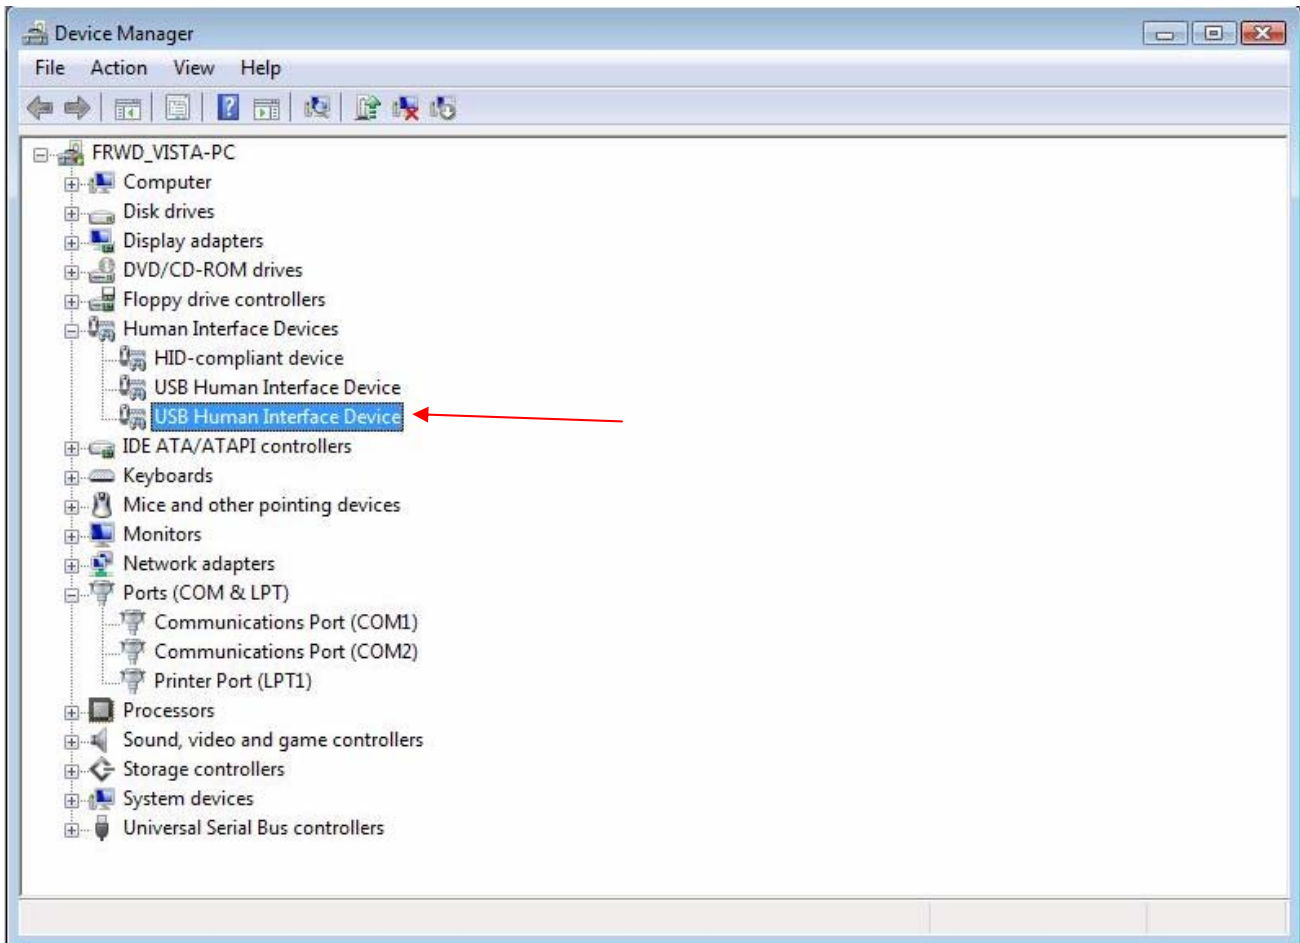 Device Manager
File Action View Help
FRWD_VISTA-PC
Computer
Disk drives
Display adapters
DVD/CD-ROM drives
Floppy drive controllers
Human Interface Devices
HID-compliant device
USB Human Interface Device
USB Human Interface Device
IDE ATA/ATAPI controllers
Keyboards
Mice and other pointing devices
Monitors
Network adapters
Ports (COM & LPT)
Communications Port (COM1)
Communications Port (COM2)
Printer Port (LPT1)
Processors
Sound, video and game controllers
Storage controllers
System devices
Universal Serial Bus controllers